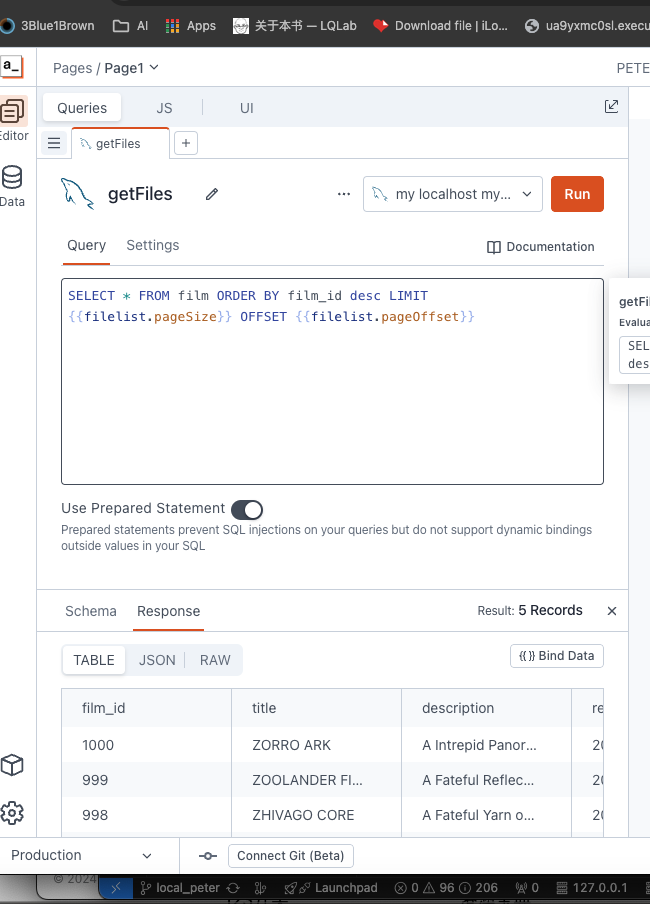 3Blue1Brown AI Apps 关于本书 — LQLab Download file | iLo... ua9yxmc0sl.execu
a_ Pages / Page1 PETE
Queries JS UI
Editor
getFiles +
Data
getFiles ... my localhost my... Run
Query Settings Documentation
SELECT * FROM film ORDER BY film_id desc LIMIT
{{filelist.pageSize}} OFFSET {{filelist.pageOffset}}
getFi
Evalua
SEL
des
Use Prepared Statement
Prepared statements prevent SQL injections on your queries but do not support dynamic bindings
outside values in your SQL
Schema Response Result: 5 Records ×
TABLE JSON RAW {{ }} Bind Data
film_id title description re
1000 ZORRO ARK A Intrepid Panor... 20
999 ZOOLANDER FI... A Fateful Reflec... 20
998 ZHIVAGO CORE A Fateful Yarn o... 20
Production Connect Git (Beta)
© 2024 local_peter Launchpad 0 96 206 0 127.0.0.1